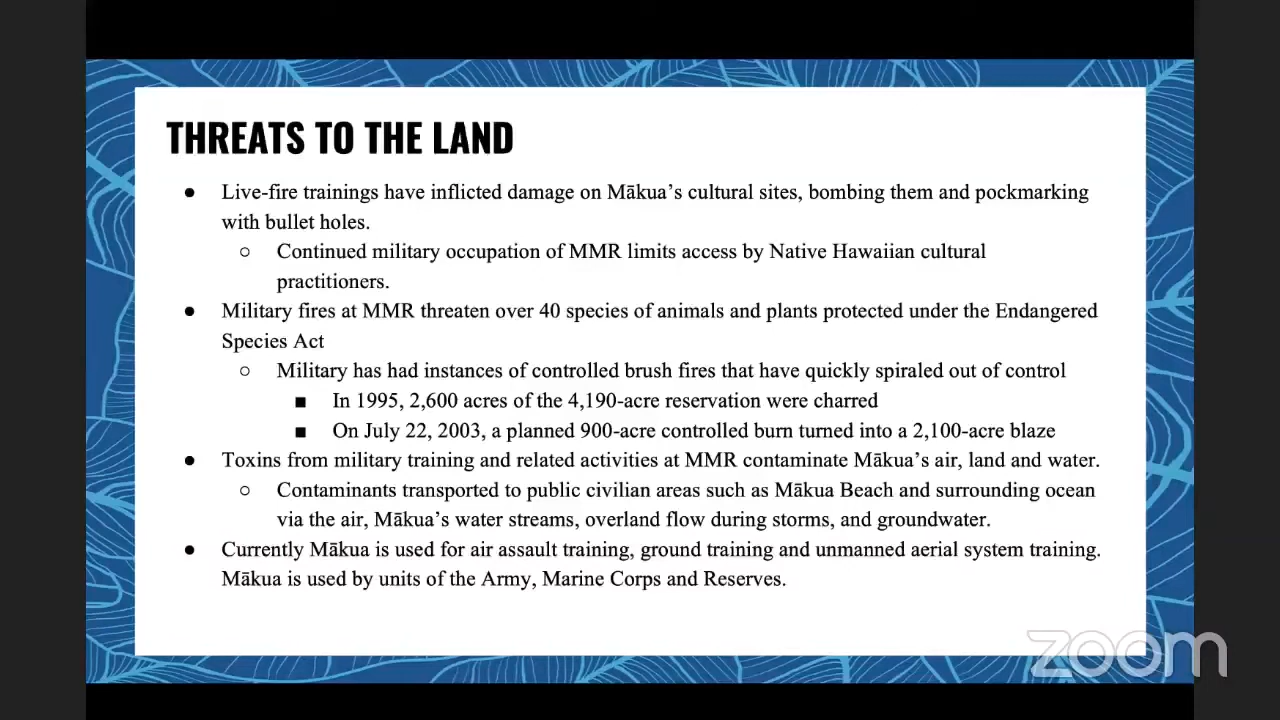 THREATS TO THE LAND
● Live-fire trainings have inflicted damage on Mākua’s cultural sites, bombing them and pockmarking
with bullet holes.
○ Continued military occupation of MMR limits access by Native Hawaiian cultural
practitioners.
● Military fires at MMR threaten over 40 species of animals and plants protected under the Endangered
Species Act
○ Military has had instances of controlled brush fires that have quickly spiraled out of control
■ In 1995, 2,600 acres of the 4,190-acre reservation were charred
■ On July 22, 2003, a planned 900-acre controlled burn turned into a 2,100-acre blaze
● Toxins from military training and related activities at MMR contaminate Mākua’s air, land and water.
○ Contaminants transported to public civilian areas such as Mākua Beach and surrounding ocean
via the air, Mākua’s water streams, overland flow during storms, and groundwater.
● Currently Mākua is used for air assault training, ground training and unmanned aerial system training.
Mākua is used by units of the Army, Marine Corps and Reserves.
zoom